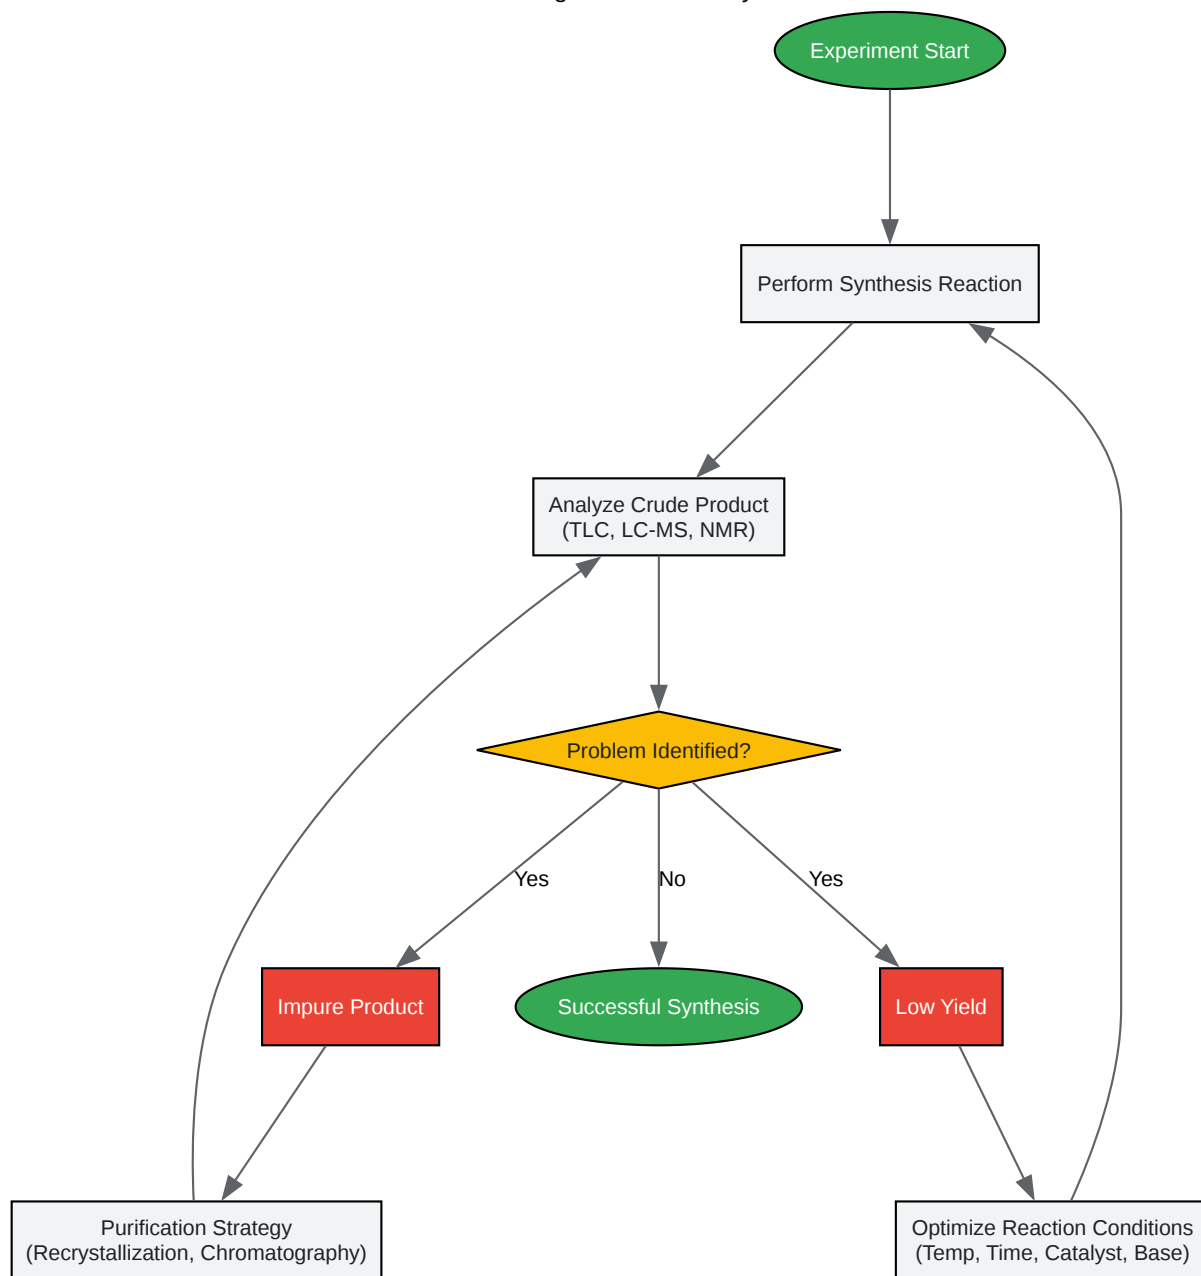 Experiment Start
Perform Synthesis Reaction
Analyze Crude Product
(TLC, LC-MS, NMR)
Problem Identified?
Yes
No
Yes
Impure Product
Successful Synthesis
Low Yield
Purification Strategy
(Recrystallization, Chromatography)
Optimize Reaction Conditions
(Temp, Time, Catalyst, Base)